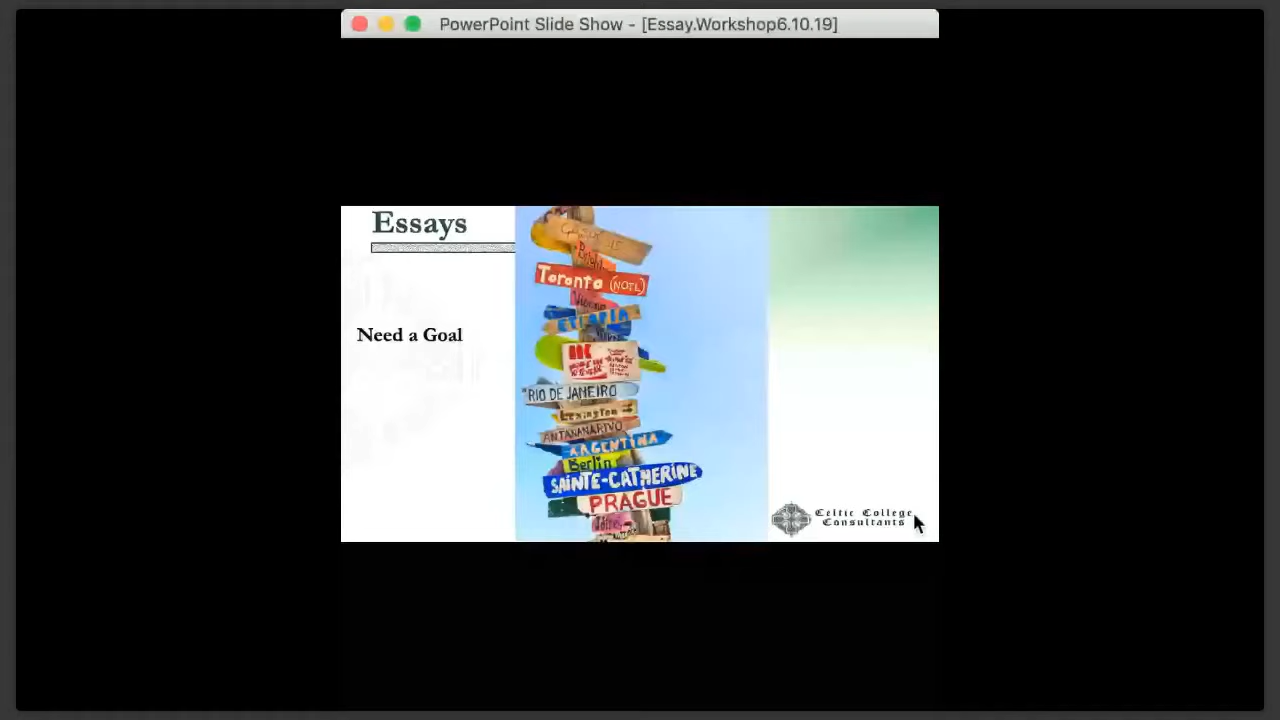 PowerPoint Slide Show - [Essay.Workshop6.10.19]
Essays
Need a Goal
Toronto (NOTL)
RIO DE JANEIRO
Lexington
ANTANANARIVO
ARGENTINA
Berlin
SAINTE-CATHERINE
PRAGUE
Celtic College
Consultants